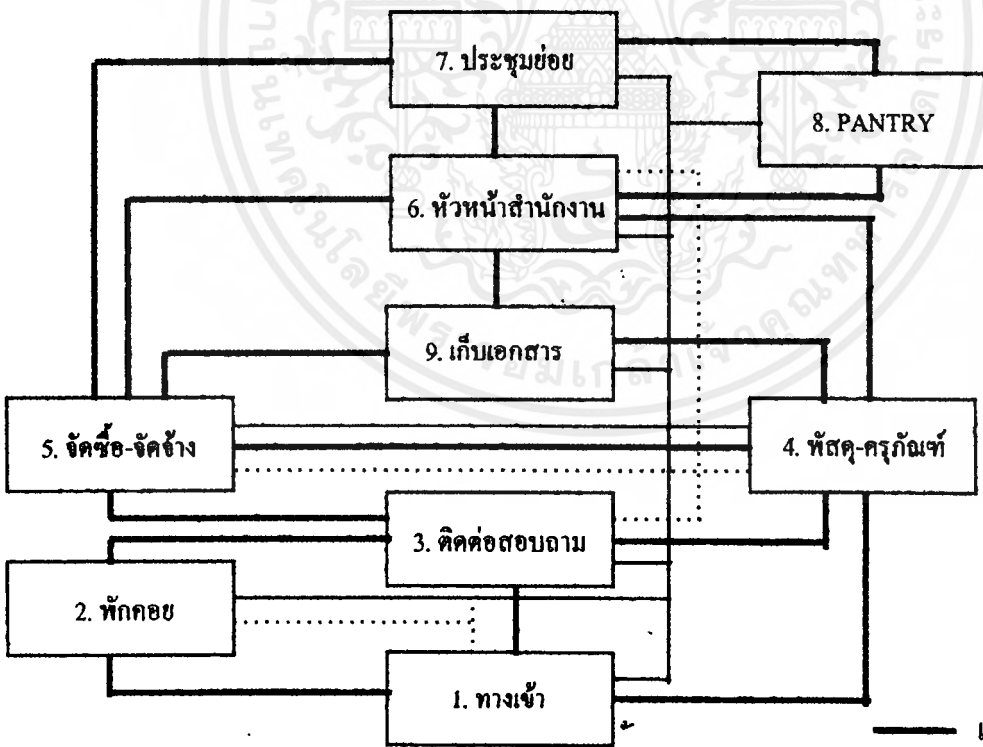 7. ประชุมย่อย
8. PANTRY
6. หัวหน้าสำนักงาน
9. เก็บเอกสาร
5. จัดซื้อ-จัดจ้าง
4. พัสดุ-ครุภัณฑ์
3. ติดต่อสอบถาม
2. พักคอย
1. ทางเข้า